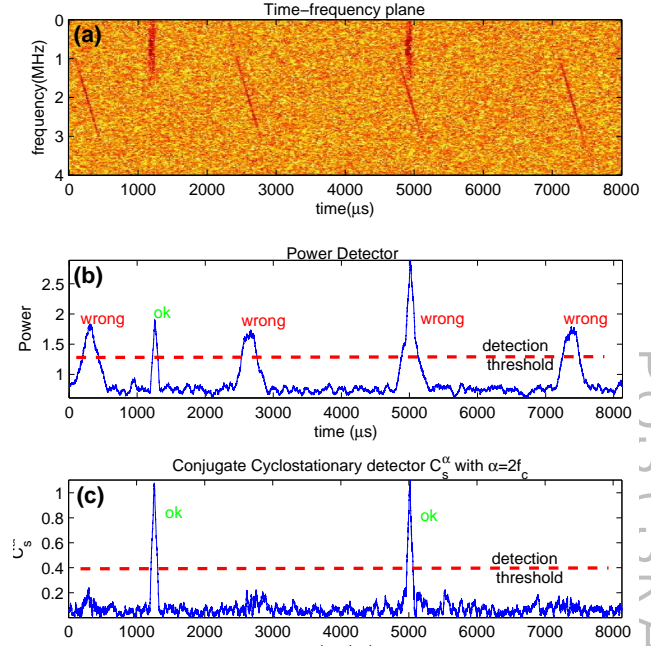 Time-frequency plane
(a)
frequency(MHz)
0
1
2
3
4
0 1000 2000 3000 4000 5000 6000 7000 8000
time(μs)
Power Detector
(b)
Power
2.5
2
1.5
1
wrong
ok
wrong
wrong
wrong
detection
threshold
0 1000 2000 3000 4000 5000 6000 7000 8000
time (μs)
Conjugate Cyclostationary detector C_s^α with α=2f_c
(c)
1
0.8
0.6
0.4
0.2
ok
ok
detection
threshold
0 1000 2000 3000 4000 5000 6000 7000 8000